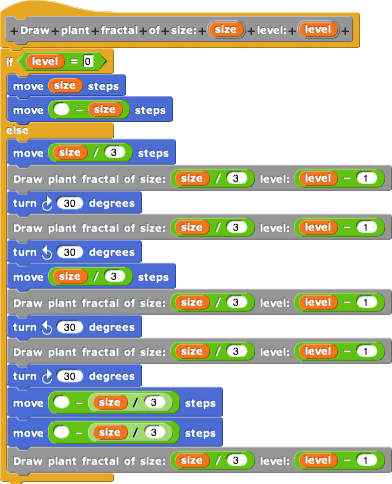 +Draw + plant + fractal + of + size: + size + level: + level +
if level = 0
move size steps
move - size steps
else
move size / 3 steps
Draw plant fractal of size: size / 3 level: level - 1
turn 30 degrees
Draw plant fractal of size: size / 3 level: level - 1
turn 30 degrees
move size / 3 steps
Draw plant fractal of size: size / 3 level: level - 1
turn 30 degrees
Draw plant fractal of size: size / 3 level: level - 1
turn 30 degrees
move - size / 3 steps
move - size / 3 steps
Draw plant fractal of size: size / 3 level: level - 1